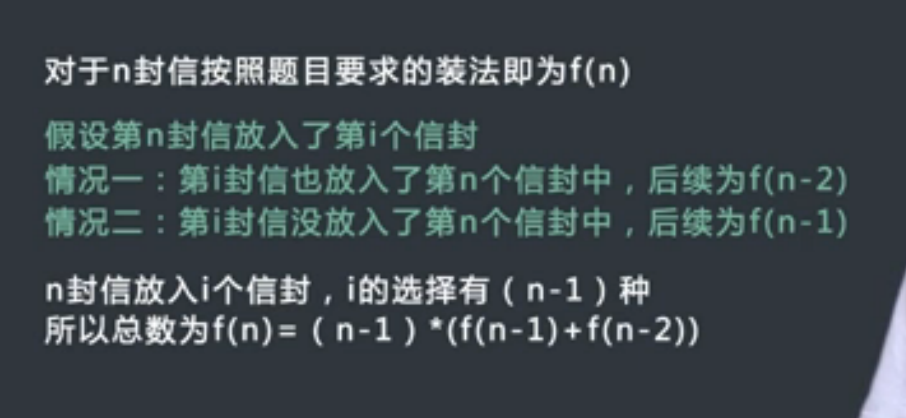 对于n封信按照题目要求的装法即为f(n)
假设第n封信放入了第i个信封
情况一：第i封信也放入了第n个信封中，后续为f(n-2)
情况二：第i封信没放入了第n个信封中，后续为f(n-1)
n封信放入i个信封，i的选择有（n-1）种
所以总数为f(n)=（n-1）*(f(n-1)+f(n-2))